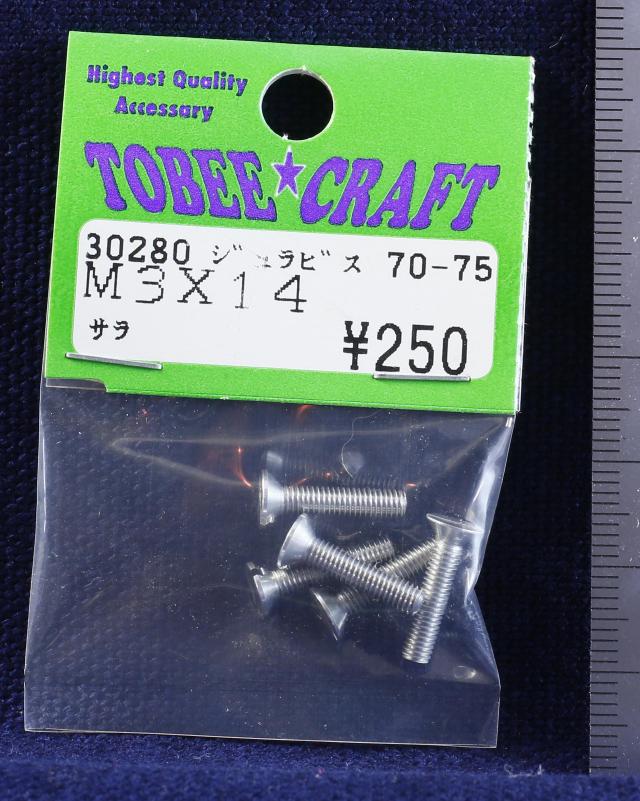 Highest Quality
Accessary
TOBEE★CRAFT
30280 ジュラビス 70-75
M3X14
サラ
¥250